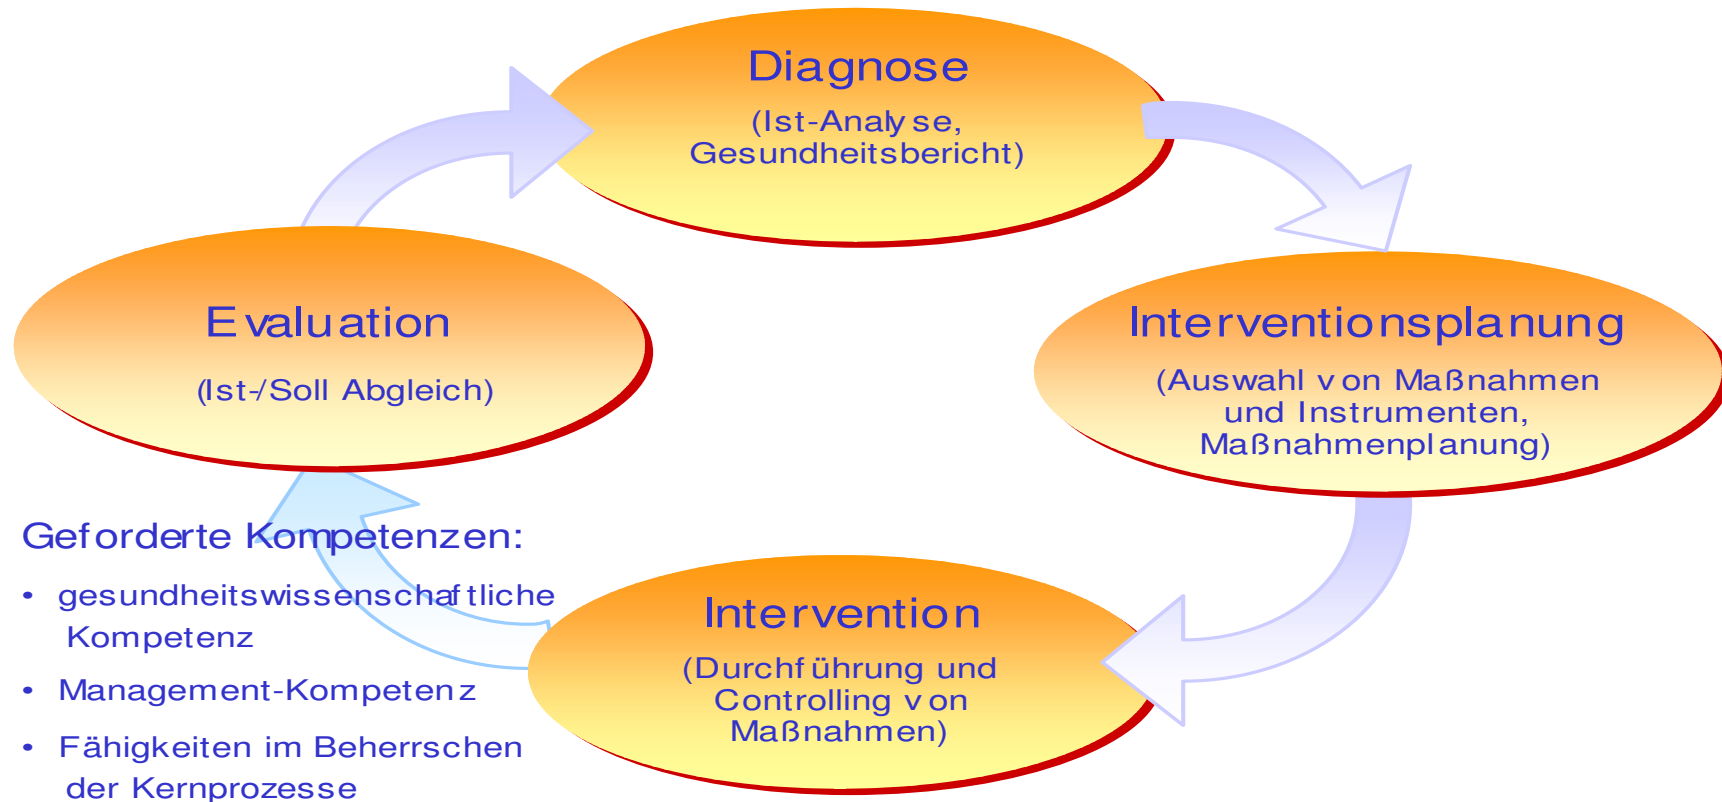 Diagnose
(Ist-Analyse,
Gesundheitsbericht)
Evaluation
(Ist-/Soll Abgleich)
Interventionsplanung
(Auswahl von Maßnahmen
und Instrumenten,
Maßnahmenplanung)
Intervention
(Durchführung und
Controlling von
Maßnahmen)
Geforderte Kompetenzen:
• gesundheitswissenschaftliche
Kompetenz
• Management-Kompetenz
• Fähigkeiten im Beherrschen
der Kernprozesse